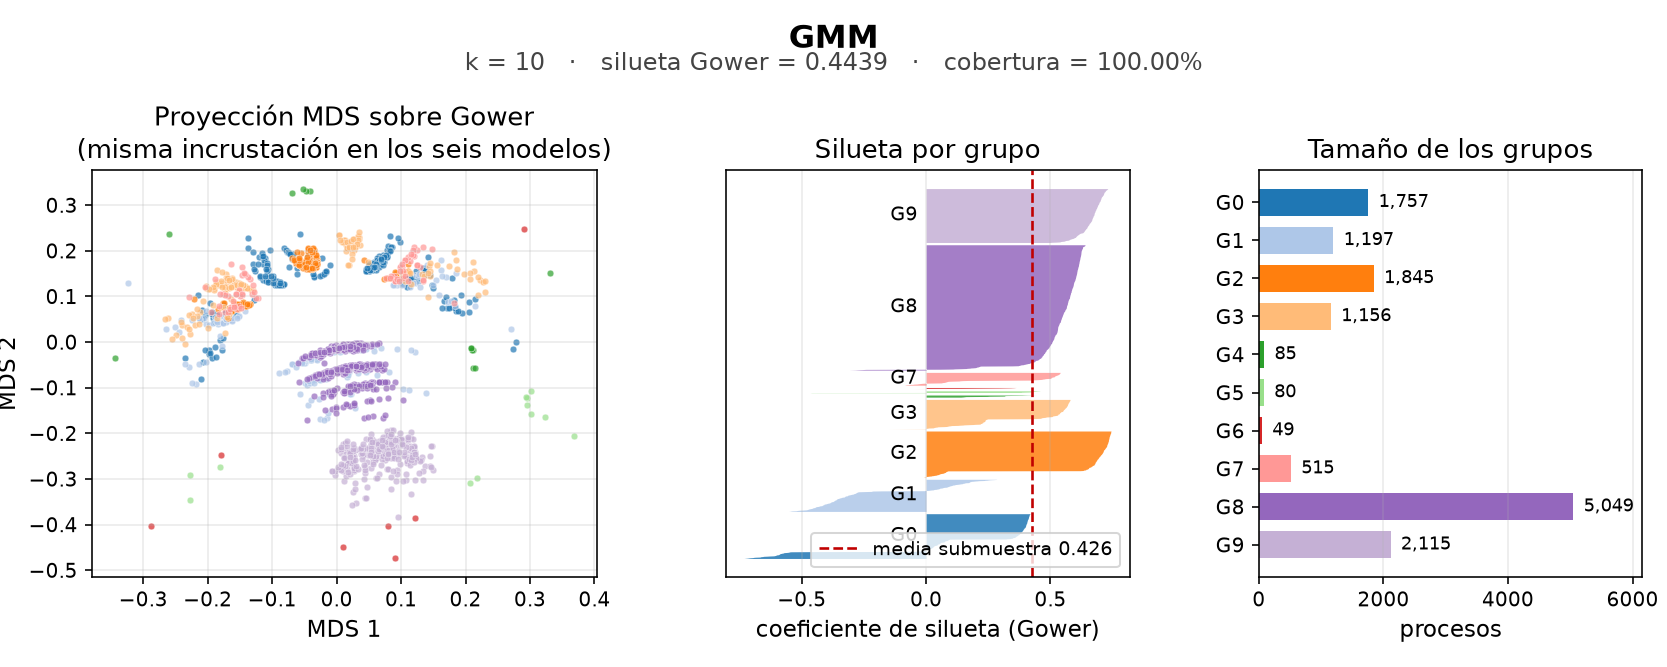 GMM
k = 10 · silueta Gower = 0.4439 · cobertura = 100.00%
Proyección MDS sobre Gower
(misma incrustación en los seis modelos)
0.3
0.2
0.1
0.0
−0.1
−0.2
−0.3
−0.4
−0.5
MDS 2
−0.3
−0.2
−0.1
0.0
0.1
0.2
0.3
0.4
MDS 1
Silueta por grupo
G9
G8
G7
G3
G2
G1
G0
media submuestra 0.426
−0.5
0.0
0.5
coeficiente de silueta (Gower)
Tamaño de los grupos
G0 1,757
G1 1,197
G2 1,845
G3 1,156
G4 85
G5 80
G6 49
G7 515
G8 5,049
G9 2,115
0
2000
4000
6000
procesos